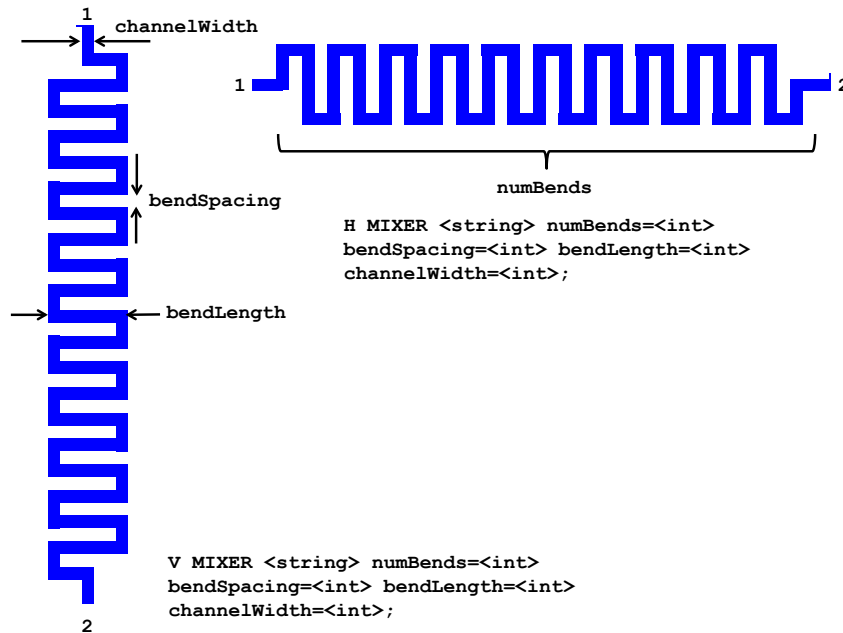 1
channelWidth
1
2
numBends
bendSpacing
H MIXER <string> numBends=<int>
bendSpacing=<int> bendLength=<int>
channelWidth=<int>;
bendLength
V MIXER <string> numBends=<int>
bendSpacing=<int> bendLength=<int>
channelWidth=<int>;
2